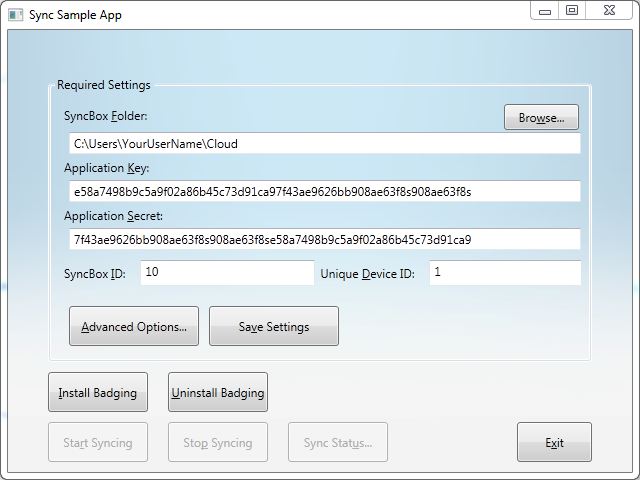 Sync Sample App
Required Settings
SyncBox Folder:
Browse...
C:\Users\YourUserName\Cloud
Application Key:
e58a7498b9c5a9f02a86b45c73d91ca97f43ae9626bb908ae63f8s908ae63f8s
Application Secret:
7f43ae9626bb908ae63f8s908ae63f8se58a7498b9c5a9f02a86b45c73d91ca9
SyncBox ID: 10 Unique Device ID: 1
Advanced Options... Save Settings
Install Badging Uninstall Badging
Start Syncing Stop Syncing Sync Status... Exit